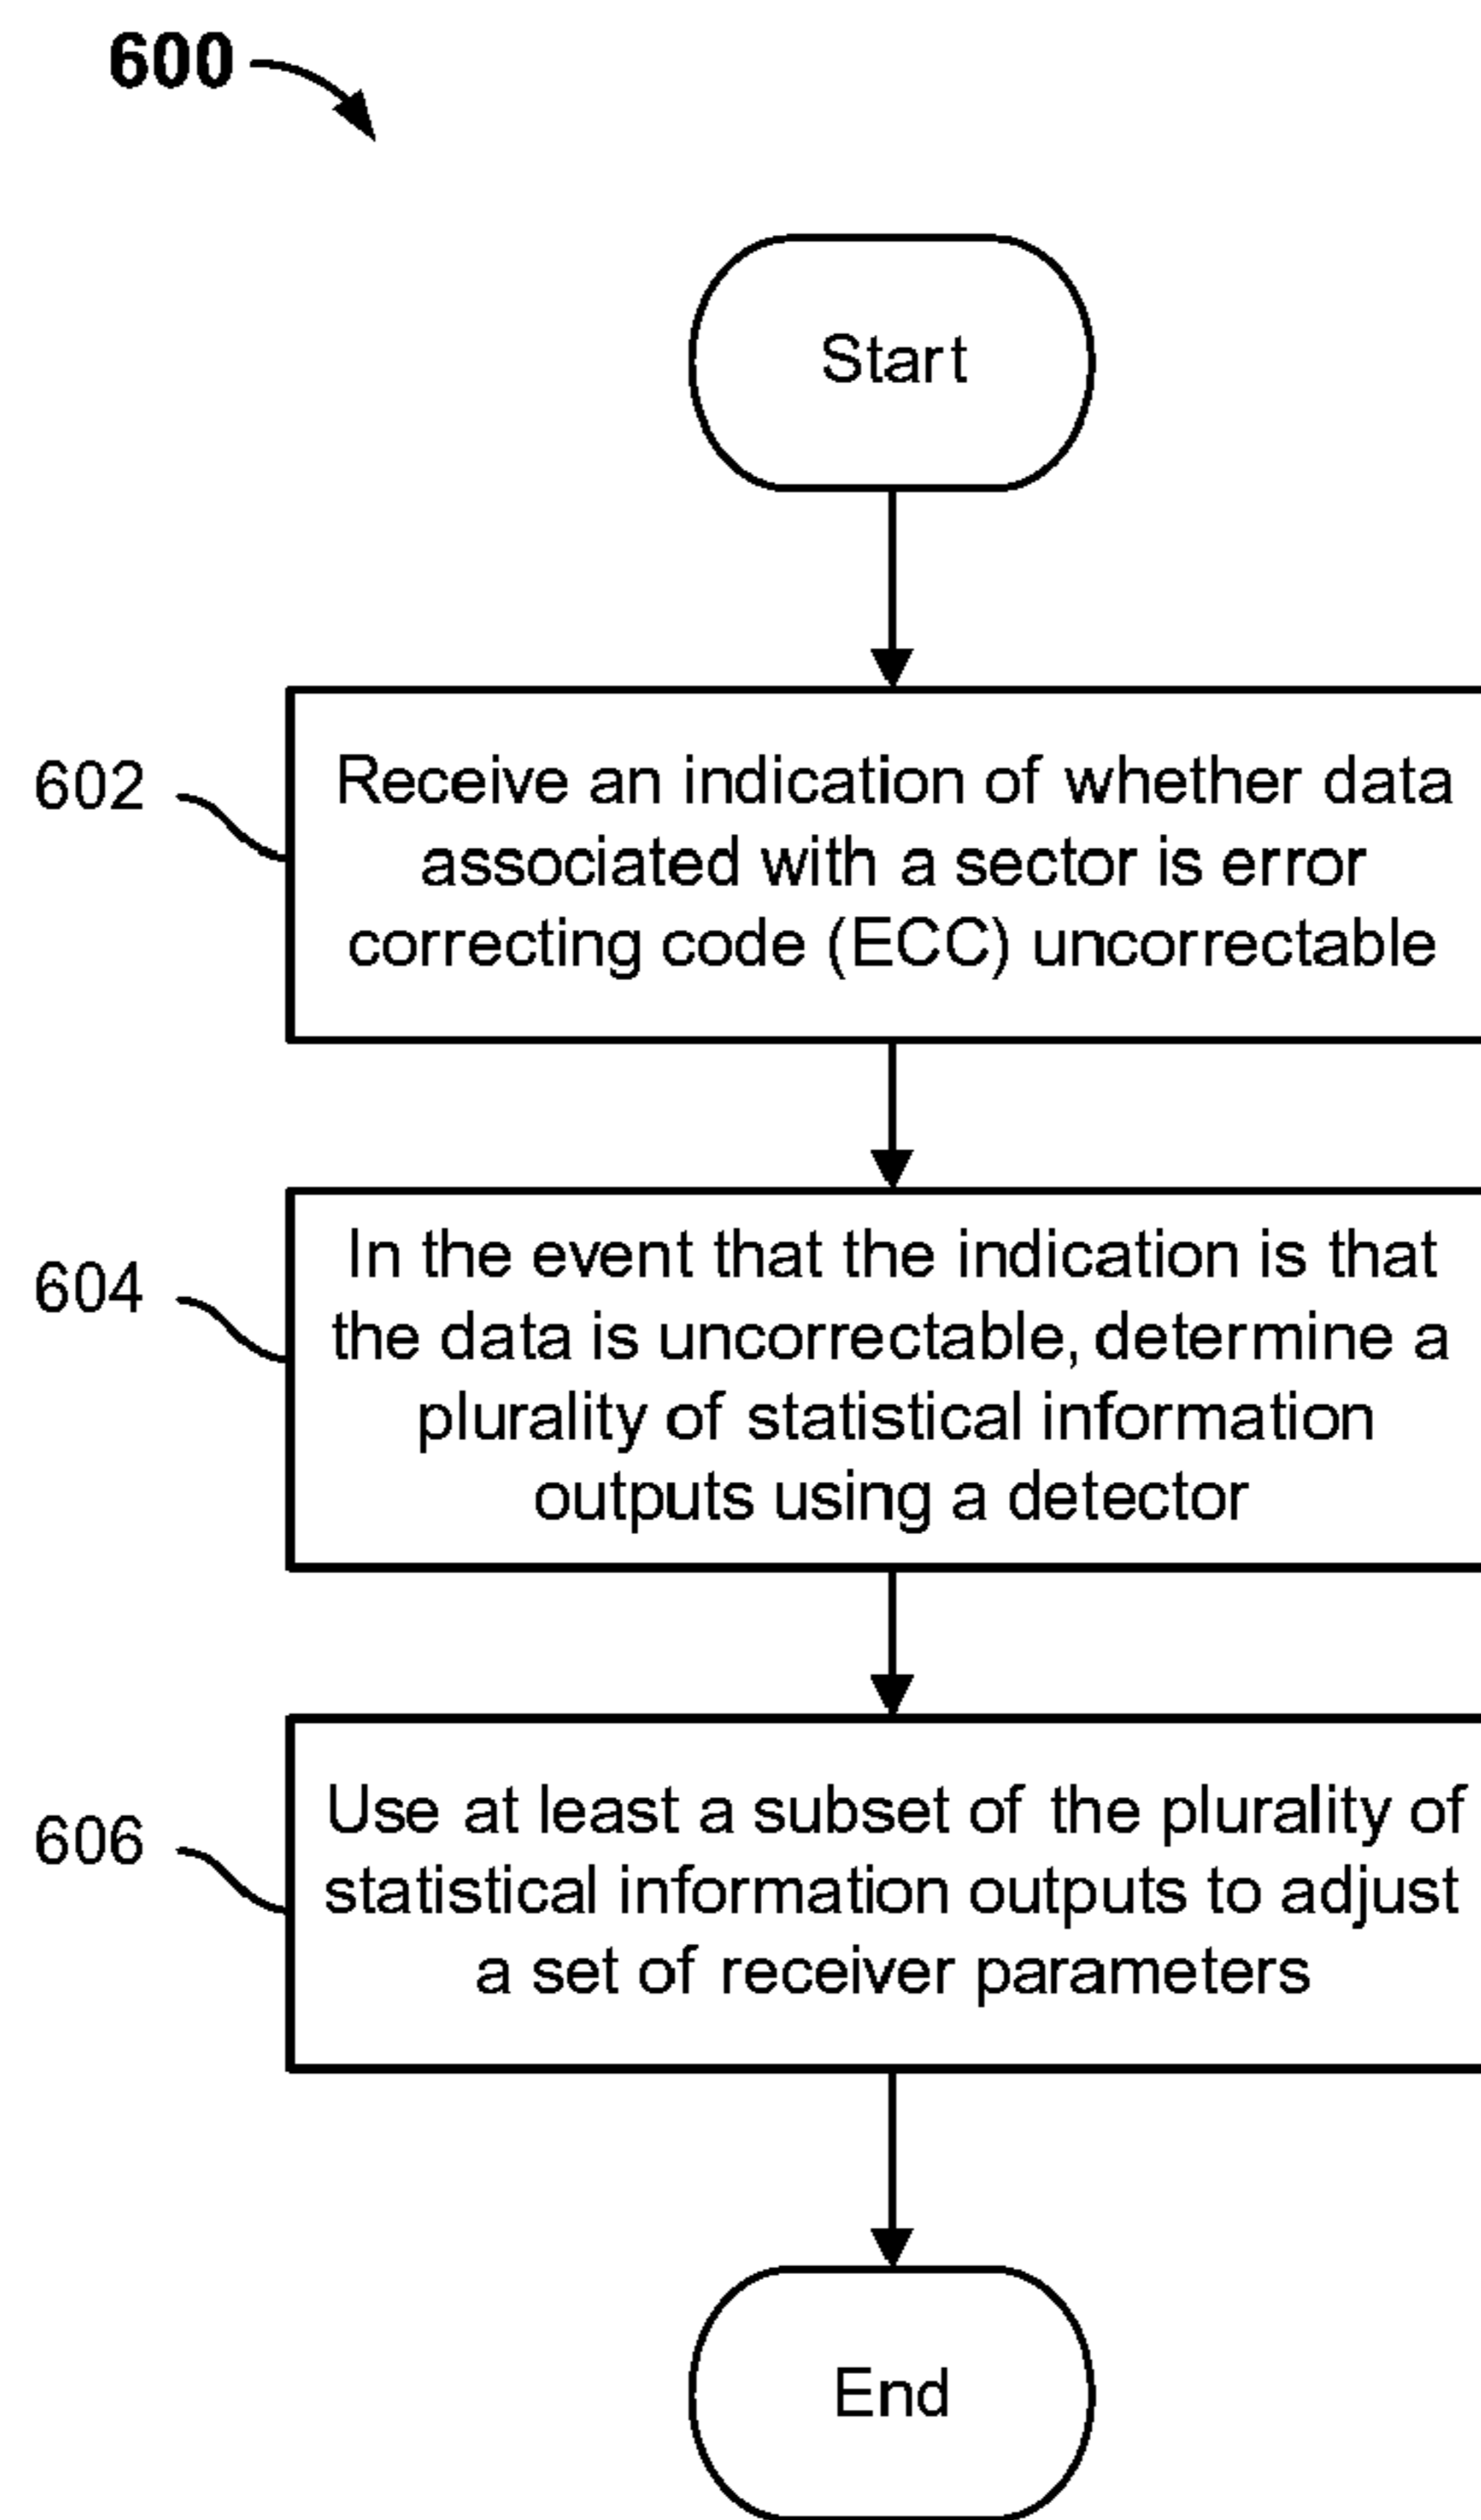 600
Start
602
Receive an indication of whether data
associated with a sector is error
correcting code (ECC) uncorrectable
604
In the event that the indication is that
the data is uncorrectable, determine a
plurality of statistical information
outputs using a detector
606
Use at least a subset of the plurality of
statistical information outputs to adjust
a set of receiver parameters
End